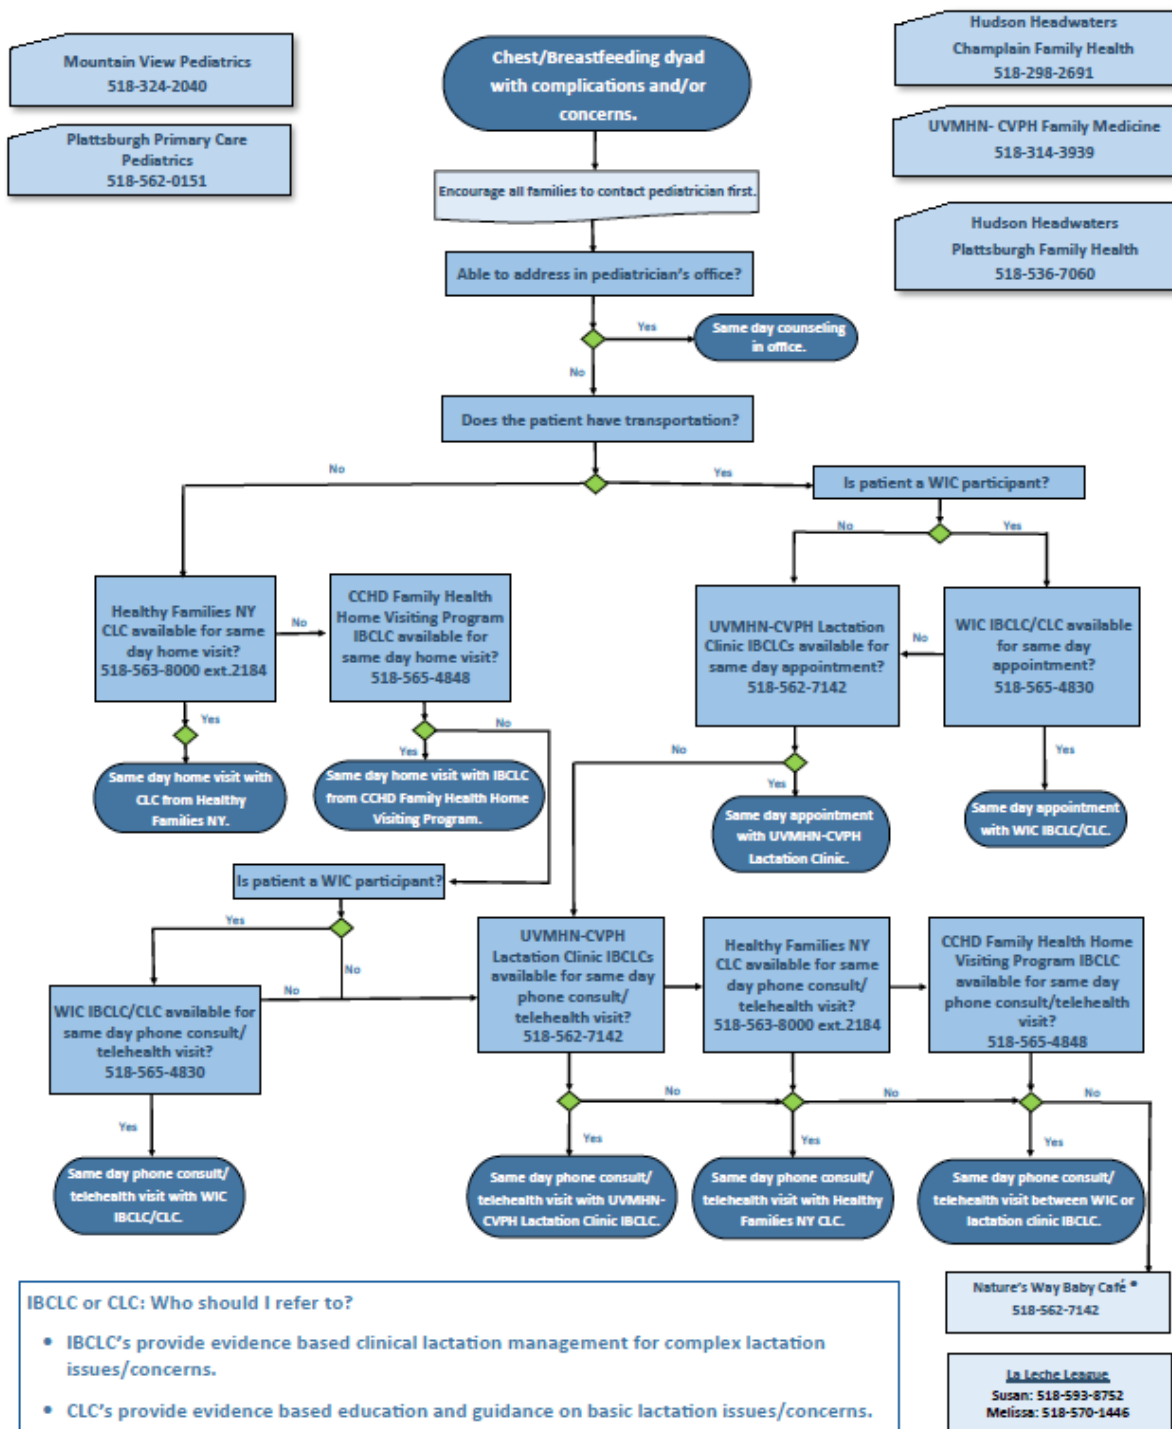 Mountain View Pediatrics
518-324-2040
Plattsburgh Primary Care
Pediatrics
518-562-0151
Chest/Breastfeeding dyad
with complications and/or
concerns.
Hudson Headwaters
Champlain Family Health
518-298-2691
UVMHN- CVPH Family Medicine
518-314-3939
Hudson Headwaters
Plattsburgh Family Health
518-536-7060
Encourage all families to contact pediatrician first.
Able to address in pediatrician's office?
Yes
Same day counseling
in office.
No
Does the patient have transportation?
No
Yes
Is patient a WIC participant?
No
Yes
Healthy Families NY
CLC available for same
day home visit?
518-563-8000 ext.2184
No
CCHD Family Health
Home Visiting Program
IBCLC available for
same day home visit?
518-565-4848
UVMHN-CVPH Lactation
Clinic IBCLCs available for
same day appointment?
518-562-7142
No
WIC IBCLC/CLC available
for same day
appointment?
518-565-4830
Yes
Yes
No
No
Yes
Yes
Same day home visit with
CLC from Healthy
Families NY.
Same day home visit with IBCLC
from CCHD Family Health Home
Visiting Program.
Same day appointment
with UVMHN-CVPH
Lactation Clinic.
Same day appointment
with WIC IBCLC/CLC.
Is patient a WIC participant?
Yes
No
WIC IBCLC/CLC available for
same day phone consult/
telehealth visit?
518-565-4830
No
UVMHN-CVPH
Lactation Clinic IBCLCs
available for same day
phone consult/
telehealth visit?
518-562-7142
Healthy Families NY
CLC available for same
day phone consult/
telehealth visit?
518-563-8000 ext.2184
CCHD Family Health Home
Visiting Program IBCLC
available for same day
phone consult/telehealth
visit?
518-565-4848
No
No
No
Yes
Yes
Yes
Yes
Same day phone consult/
telehealth visit with WIC
IBCLC/CLC.
Same day phone consult/
telehealth visit with UVMHN-
CVPH Lactation Clinic IBCLC.
Same day phone consult/
telehealth visit with Healthy
Families NY CLC.
Same day phone consult/
telehealth visit between WIC or
lactation clinic IBCLC.
Nature's Way Baby Café *
518-562-7142
La Leche League
Susan: 518-593-8752
Melissa: 518-570-1446
IBCLC or CLC: Who should I refer to?
• IBCLC's provide evidence based clinical lactation management for complex lactation
issues/concerns.
• CLC's provide evidence based education and guidance on basic lactation issues/concerns.